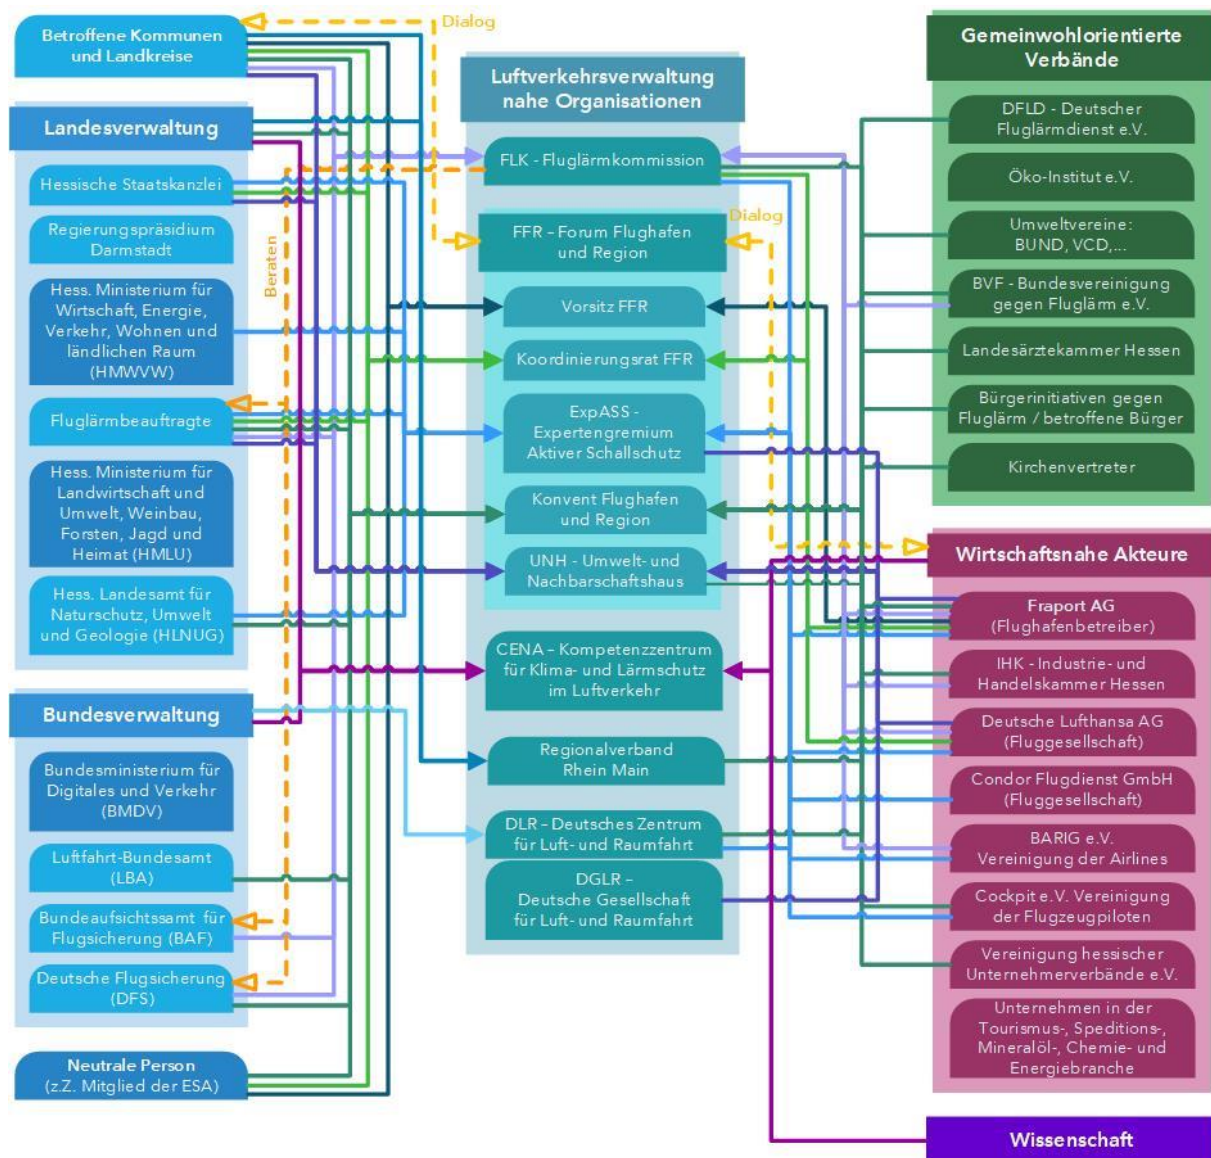 Betroffene Kommunen
und Landkreise
Landesverwaltung
Hessische Staatskanzlei
Regierungspräsidium
Darmstadt
Hess. Ministerium für
Wirtschaft, Energie,
Verkehr, Wohnen und
ländlichen Raum
(HMWVW)
Fluglärmbeauftragte
Hess. Ministerium für
Landwirtschaft und
Umwelt, Weinbau,
Forsten, Jagd und
Heimat (HMLU)
Hess. Landesamt für
Naturschutz, Umwelt
und Geologie (HLNUG)
Bundesverwaltung
Bundesministerium für
Digitales und Verkehr
(BMDV)
Luftfahrt-Bundesamt
(LBA)
Bundeaufsichtssamt für
Flugsicherung (BAF)
Deutsche Flugsicherung
(DFS)
Neutrale Person
(z.Z. Mitglied der ESA)
Dialog
Beraten
Luftverkehrsverwaltung
nahe Organisationen
FLK - Fluglärmkommission
FFR – Forum Flughafen
und Region
Dialog
Vorsitz FFR
Koordinierungsrat FFR
ExpASS -
Expertengremium
Aktiver Schallschutz
Konvent Flughafen
und Region
UNH - Umwelt- und
Nachbarschaftshaus
CENA – Kompetenzzentrum
für Klima- und Lärmschutz
im Luftverkehr
Regionalverband
Rhein Main
DLR – Deutsches Zentrum
für Luft- und Raumfahrt
DGLR –
Deutsche Gesellschaft
für Luft- und Raumfahrt
Gemeinwohlorientierte
Verbände
DFLD - Deutscher
Fluglärmdienst e.V.
Öko-Institut e.V.
Umweltvereine:
BUND, VCD,...
BVF - Bundesvereinigung
gegen Fluglärm e.V.
Landesärztekammer Hessen
Bürgerinitiativen gegen
Fluglärm / betroffene Bürger
Kirchenvertreter
Wirtschaftsnahe Akteure
Fraport AG
(Flughafenbetreiber)
IHK - Industrie- und
Handelskammer Hessen
Deutsche Lufthansa AG
(Fluggesellschaft)
Condor Flugdienst GmbH
(Fluggesellschaft)
BARIG e.V.
Vereinigung der Airlines
Cockpit e.V. Vereinigung
der Flugzeugpiloten
Vereinigung hessischer
Unternehmerverbände e.V.
Unternehmen in der
Tourismus-, Speditions-,
Mineralöl-, Chemie- und
Energiebranche
Wissenschaft